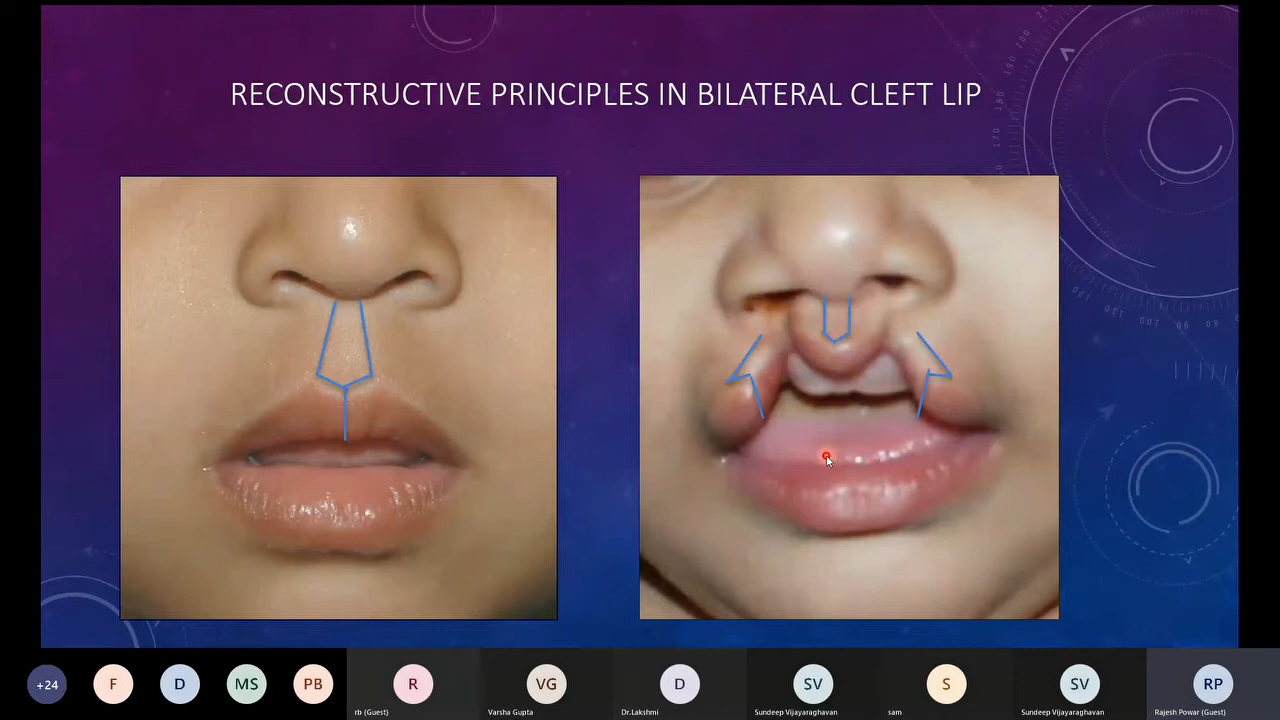 RECONSTRUCTIVE PRINCIPLES IN BILATERAL CLEFT LIP
+24
F
D
MS
PB
R
VG
D
SV
S
SV
RP
rb (Guest)
Varsha Gupta
Dr.Lakshmi
Sundeep Vijayaraghavan
sam
Sundeep Vijayaraghavan
Rajesh Powar (Guest)